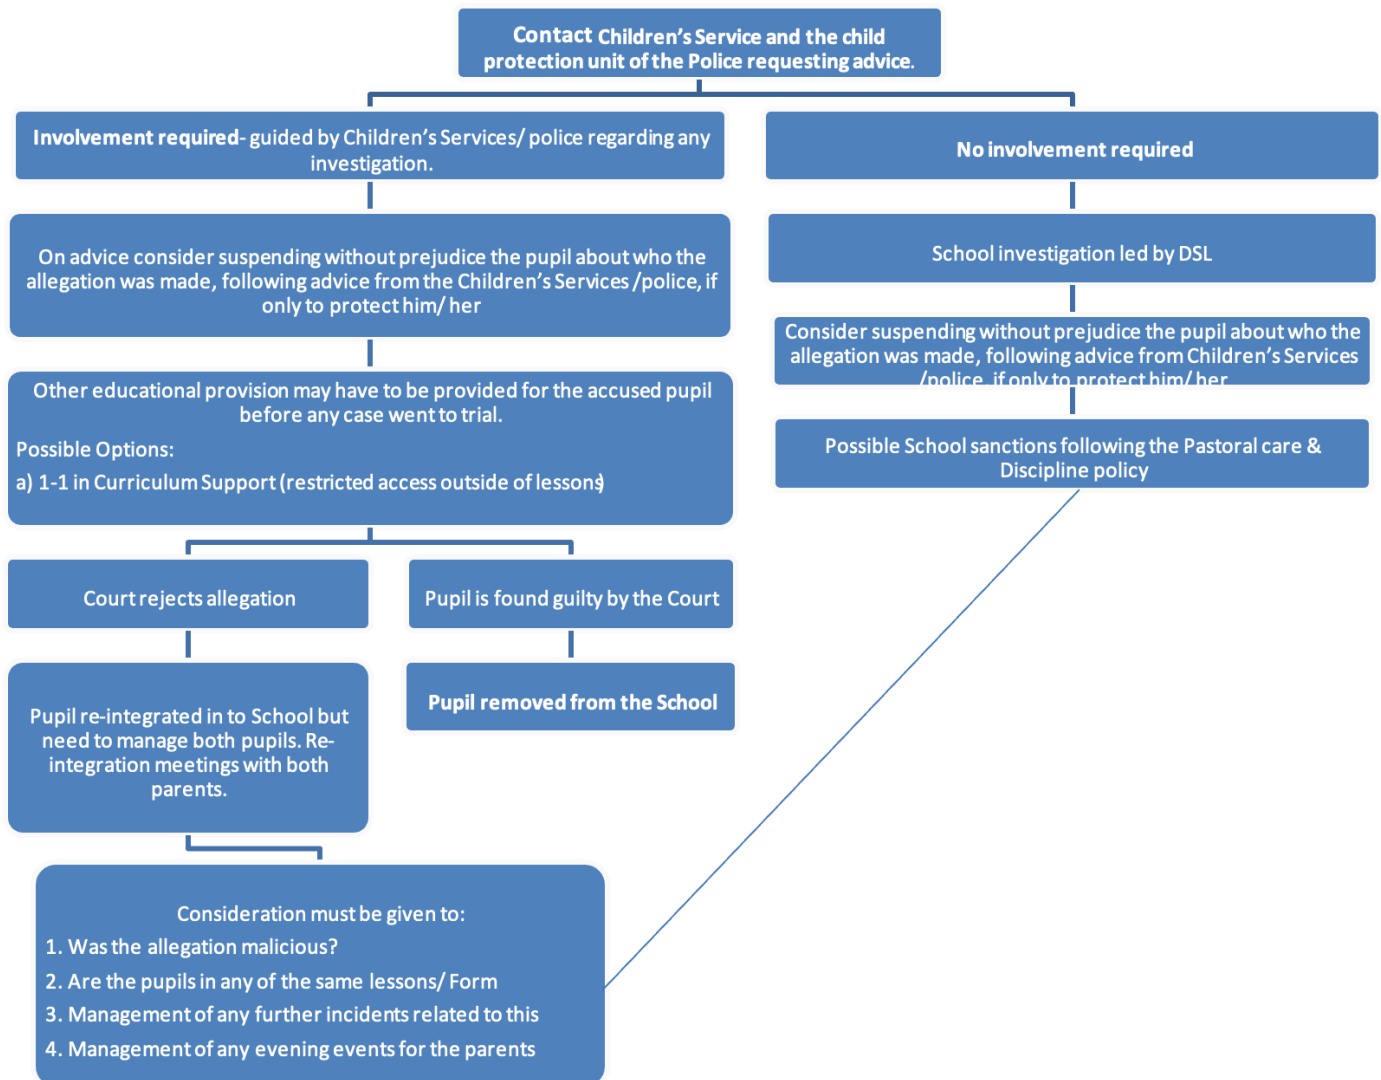 Contact Children’s Service and the child
protection unit of the Police requesting advice.
Involvement required- guided by Children’s Services/ police regarding any
investigation.
No involvement required
On advice consider suspending without prejudice the pupil about who the
allegation was made, following advice from the Children’s Services /police, if
only to protect him/ her
School investigation led by DSL
Consider suspending without prejudice the pupil about who the
allegation was made, following advice from Children’s Services
/police, if only to protect him/ her
Other educational provision may have to be provided for the accused pupil
before any case went to trial.
Possible Options:
a) 1-1 in Curriculum Support (restricted access outside of lessons)
Possible School sanctions following the Pastoral care &
Discipline policy
Court rejects allegation
Pupil is found guilty by the Court
Pupil re-integrated in to School but
need to manage both pupils. Re-
integration meetings with both
parents.
Pupil removed from the School
Consideration must be given to:
1. Was the allegation malicious?
2. Are the pupils in any of the same lessons/ Form
3. Management of any further incidents related to this
4. Management of any evening events for the parents